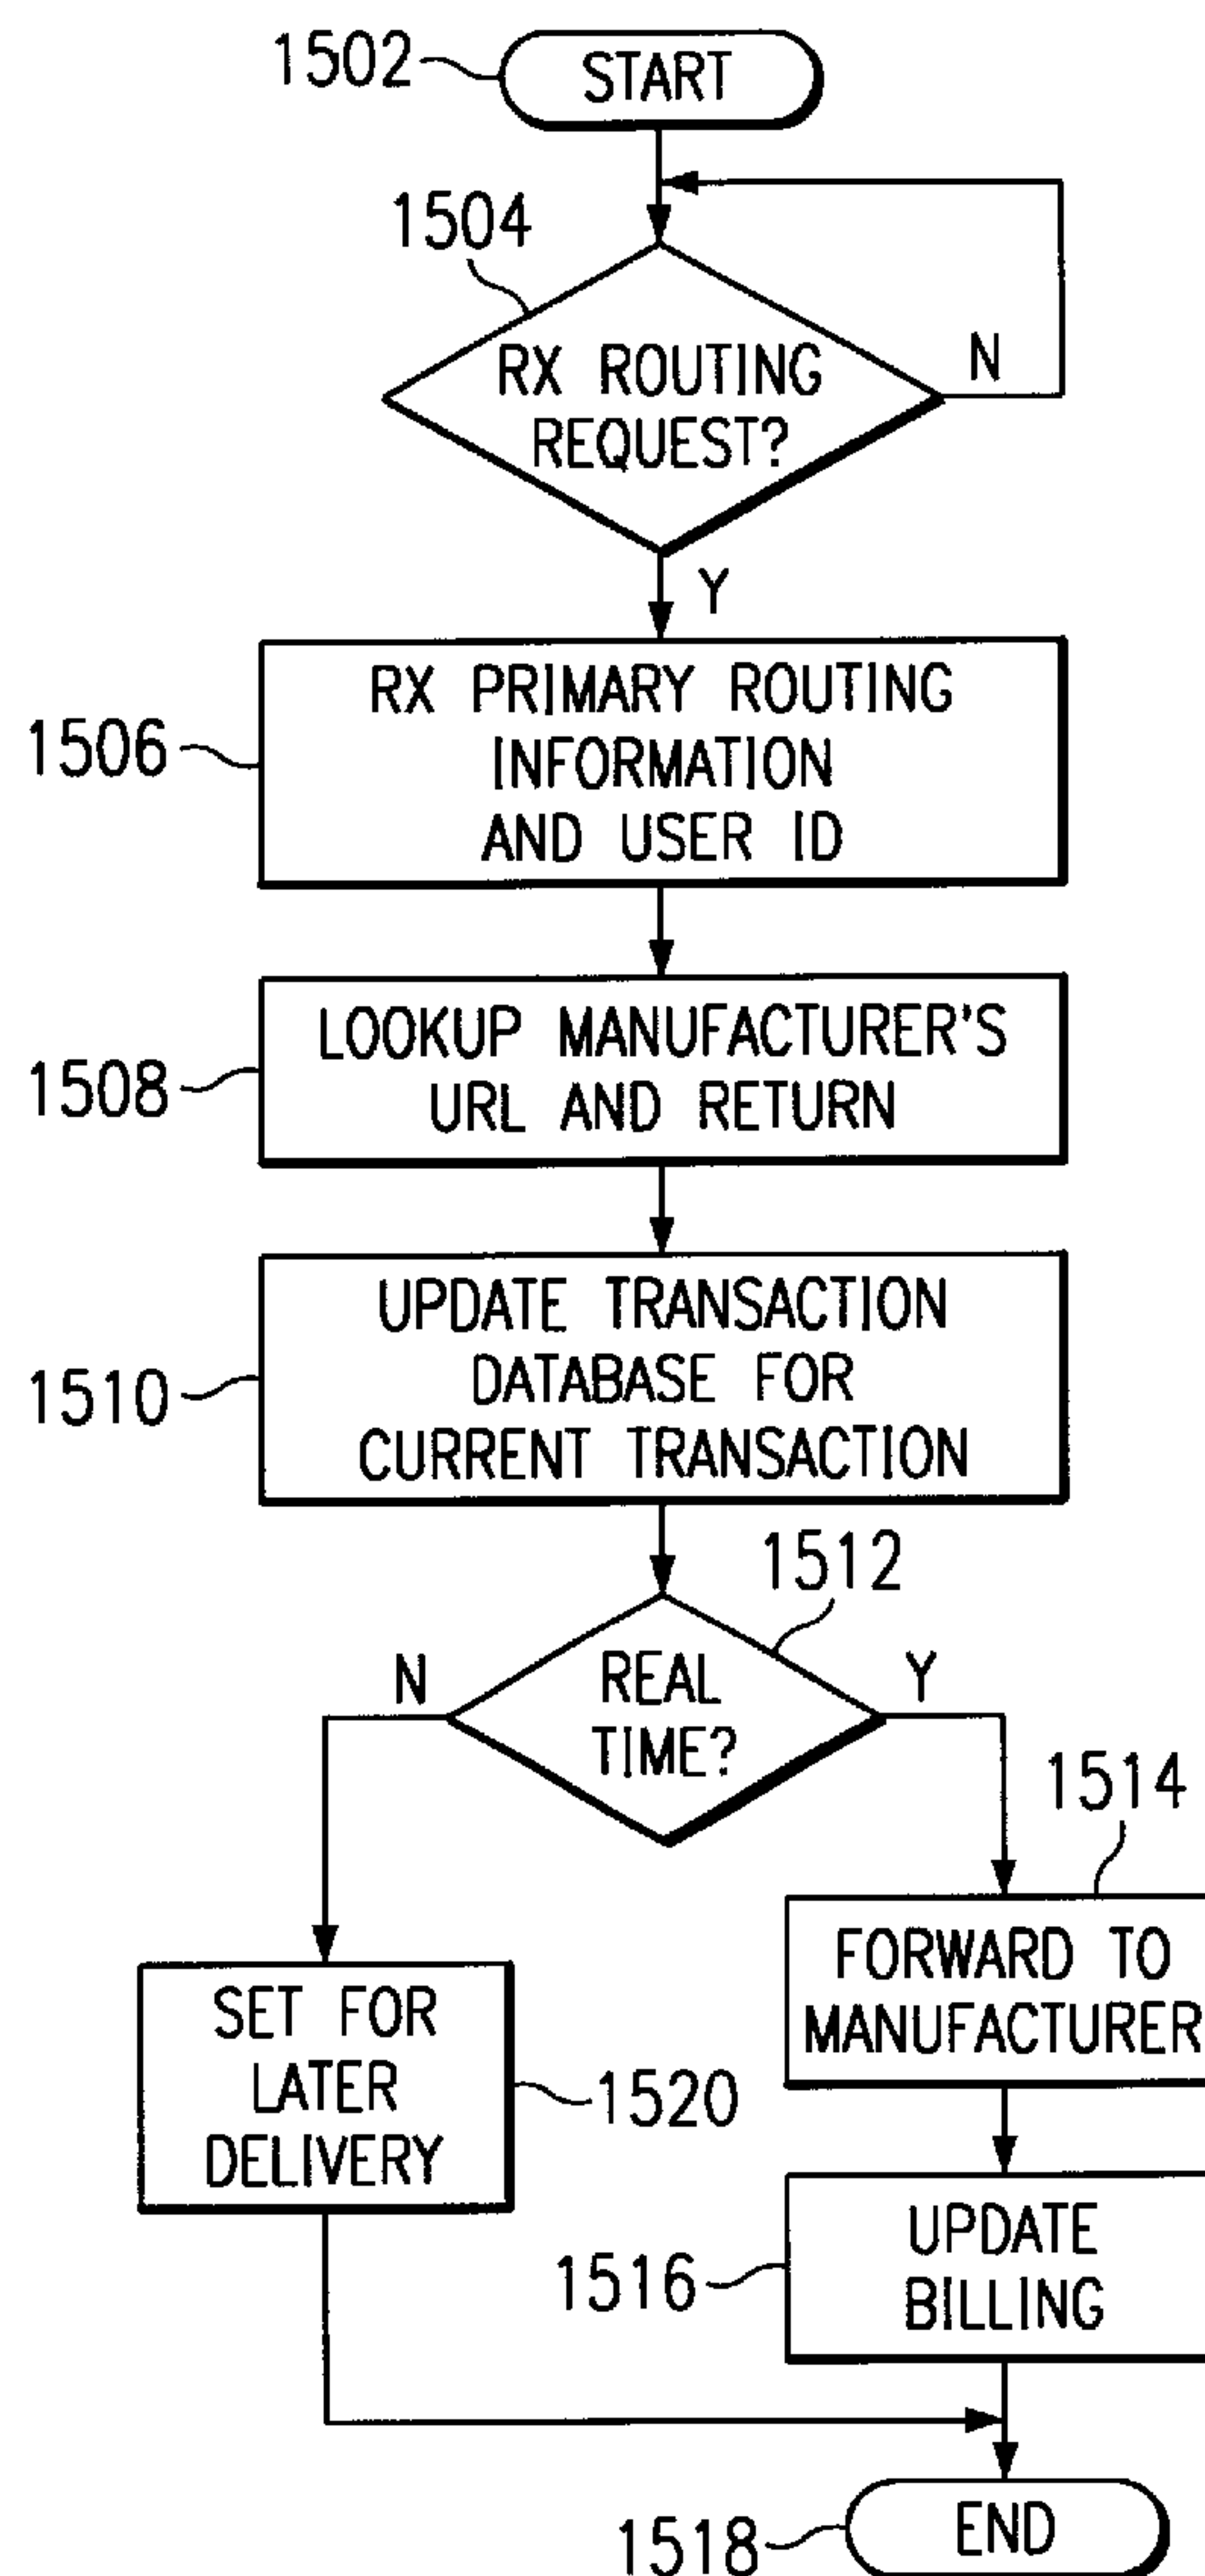 1502
START
1504
RX ROUTING
REQUEST?
N
Y
1506
RX PRIMARY ROUTING
INFORMATION
AND USER ID
1508
LOOKUP MANUFACTURER'S
URL AND RETURN
1510
UPDATE TRANSACTION
DATABASE FOR
CURRENT TRANSACTION
1512
N
REAL
TIME?
Y
1514
FORWARD TO
MANUFACTURER
SET FOR
LATER
DELIVERY
1520
1516
UPDATE
BILLING
1518
END